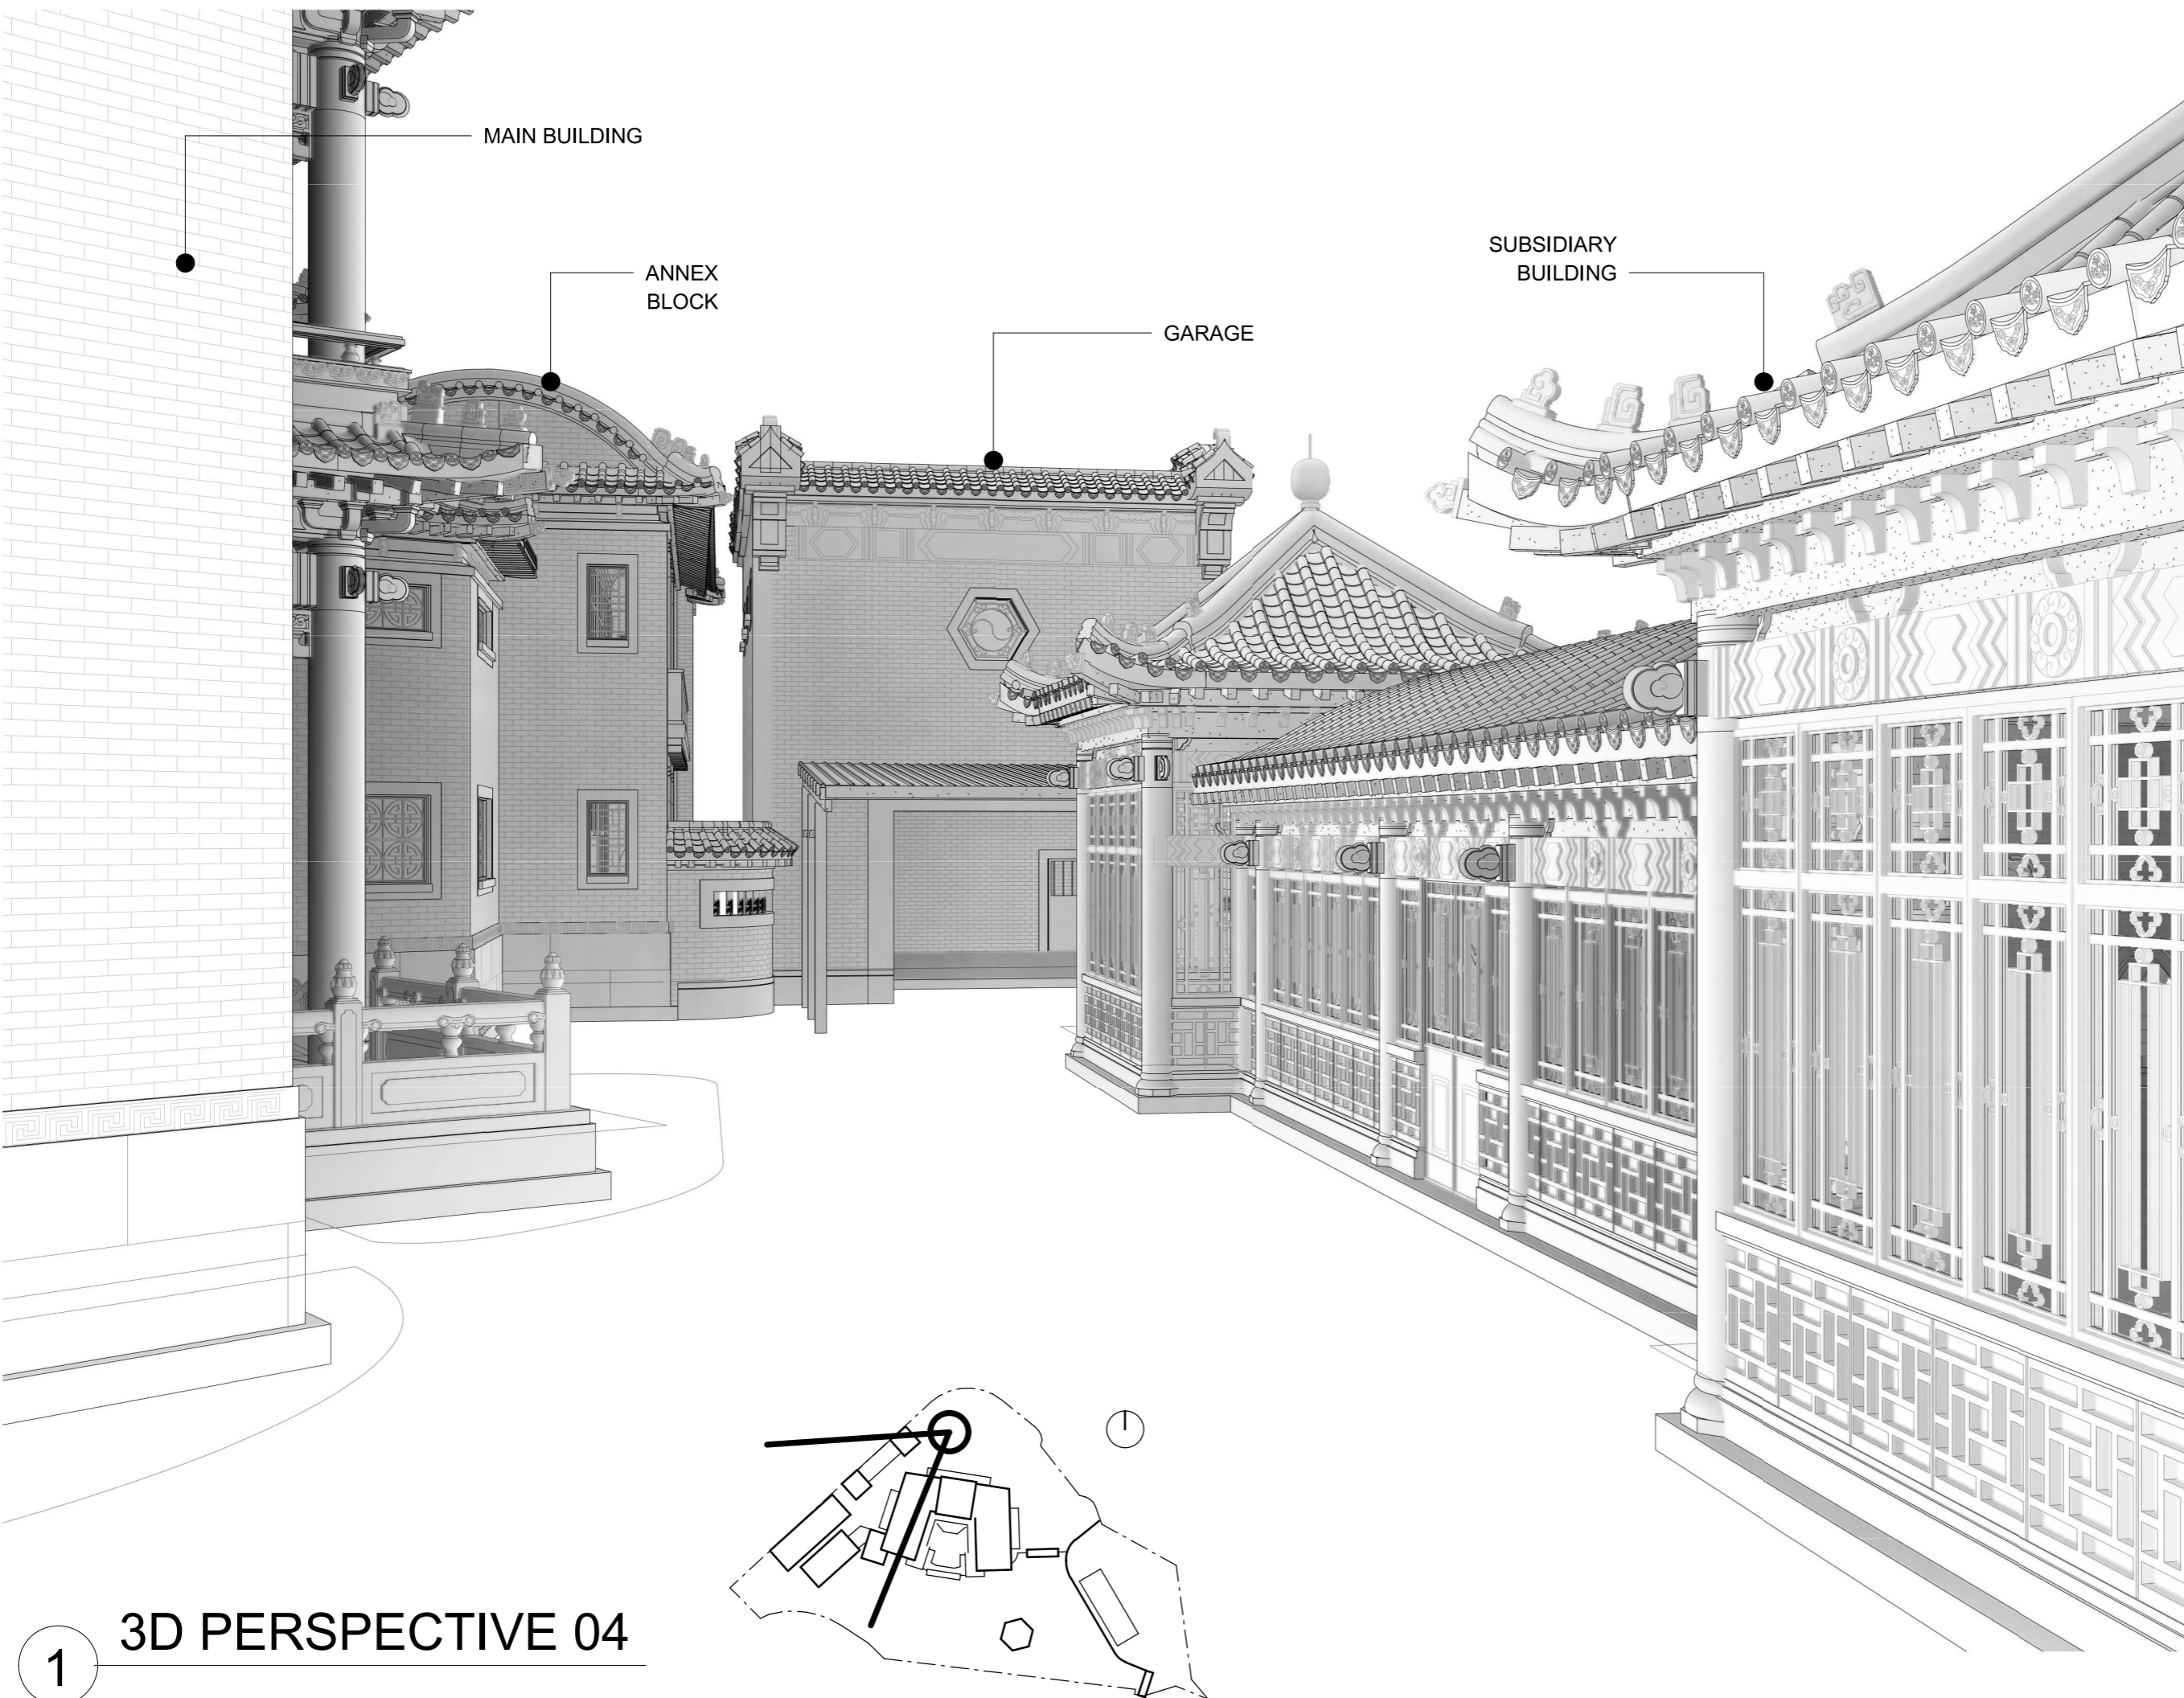 MAIN BUILDING
ANNEX
BLOCK
GARAGE
SUBSIDIARY
BUILDING
1
3D PERSPECTIVE 04